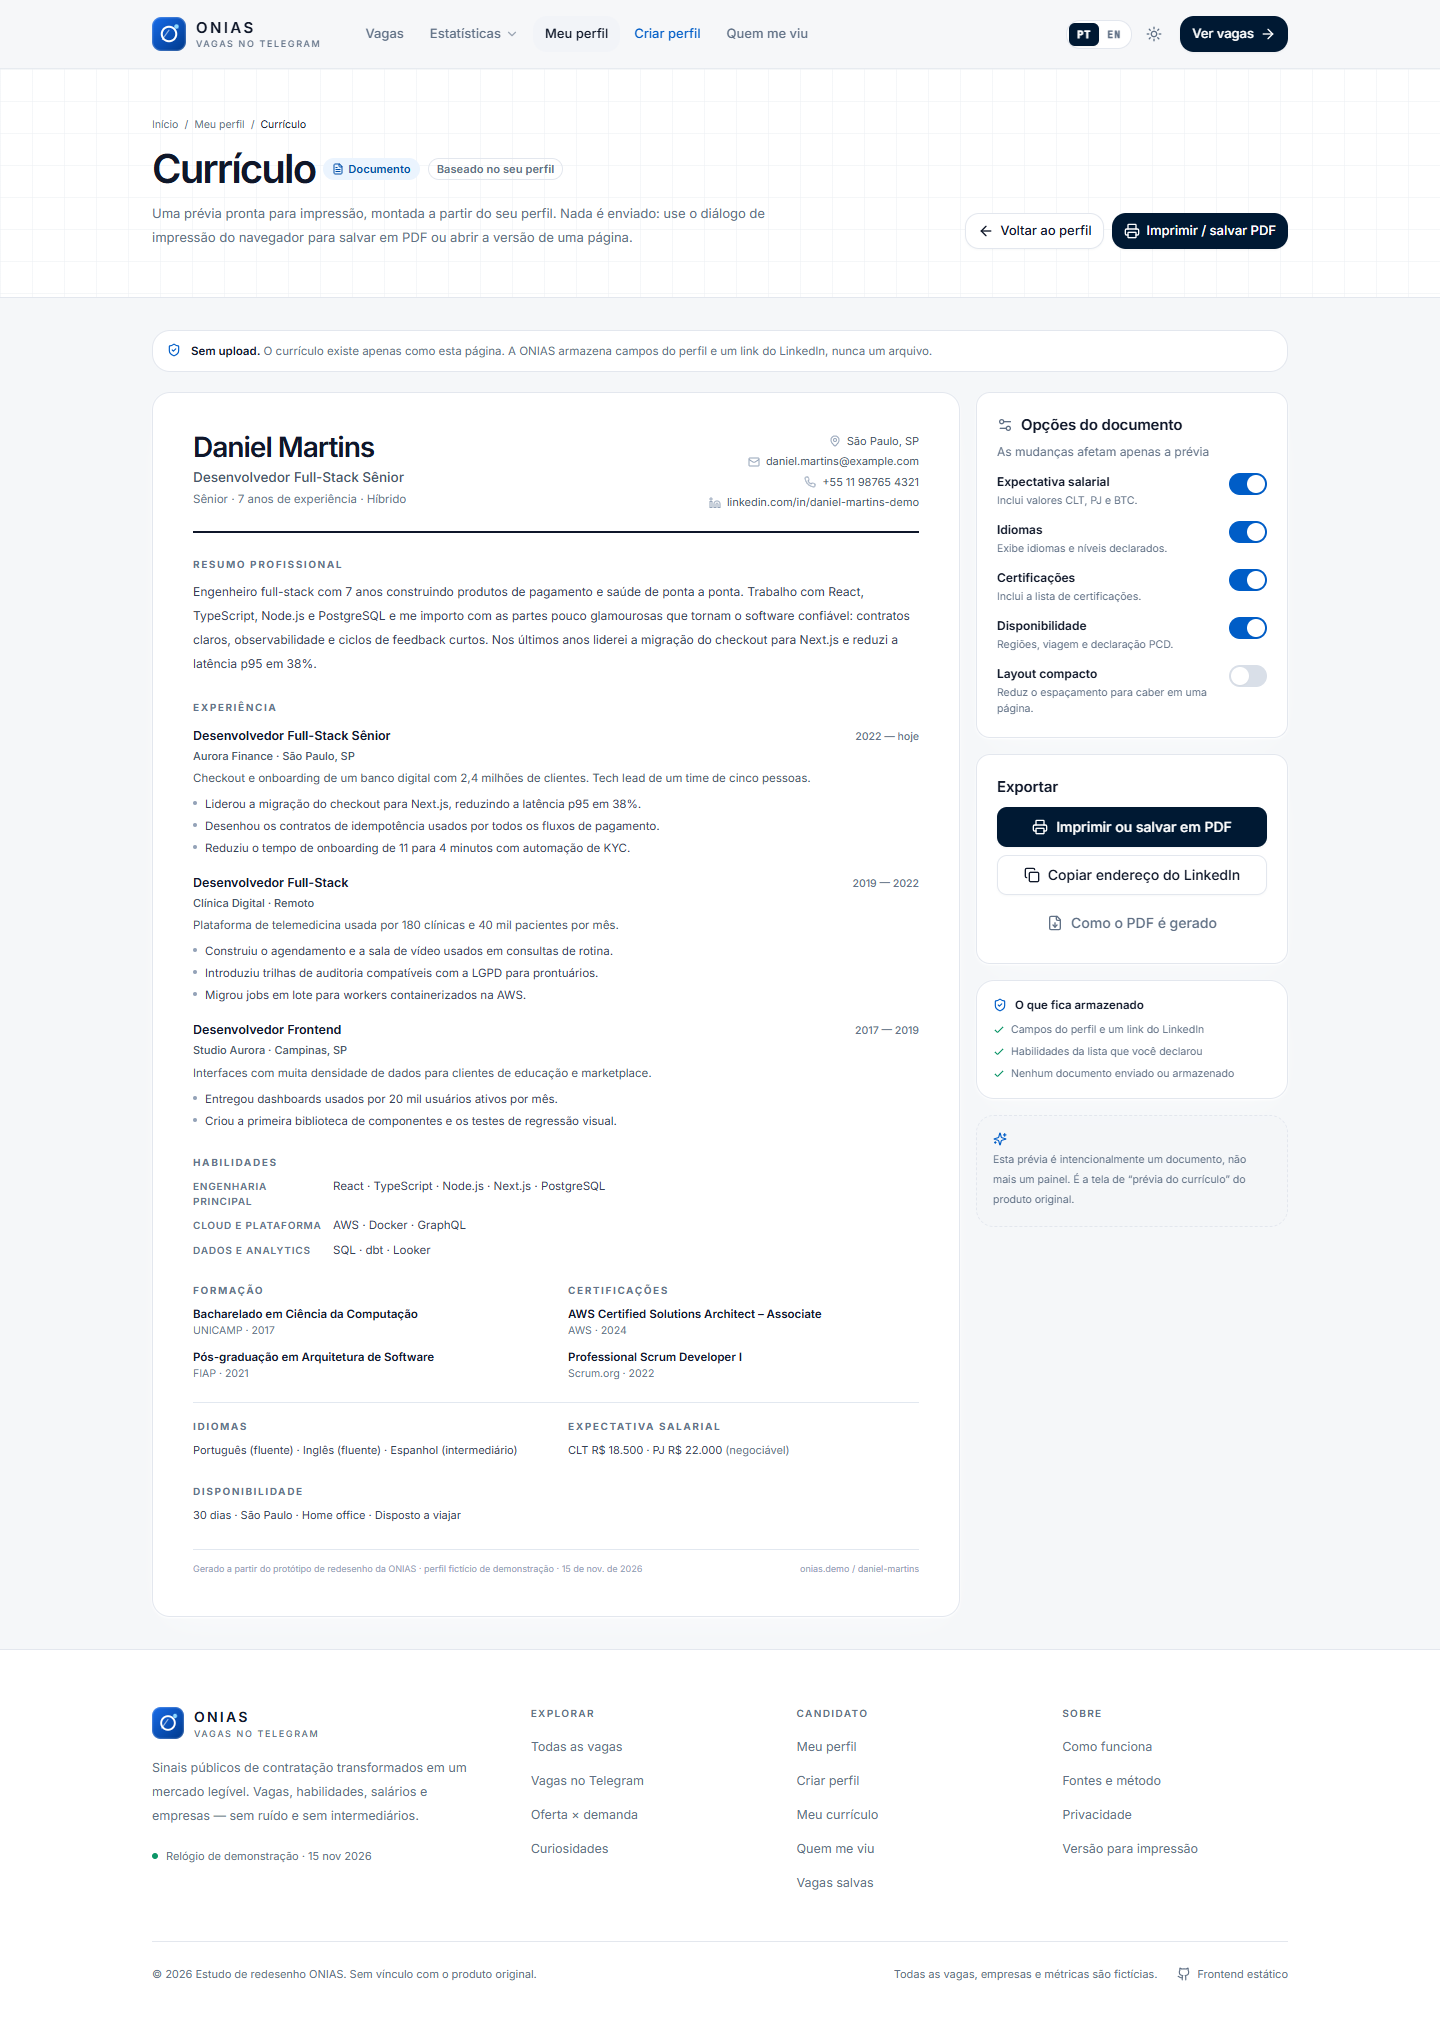 ONIAS
VAGAS NO TELEGRAM
Vagas
Estatísticas
Meu perfil
Criar perfil
Quem me viu
PT
EN
Ver vagas
Início / Meu perfil / Currículo
Currículo
Documento
Baseado no seu perfil
Uma prévia pronta para impressão, montada a partir do seu perfil. Nada é enviado: use o diálogo de
impressão do navegador para salvar em PDF ou abrir a versão de uma página.
Voltar ao perfil
Imprimir / salvar PDF
Sem upload. O currículo existe apenas como esta página. A ONIAS armazena campos do perfil e um link do LinkedIn, nunca um arquivo.
Daniel Martins
Desenvolvedor Full-Stack Sênior
Sênior · 7 anos de experiência · Híbrido
São Paulo, SP
daniel.martins@example.com
+55 11 98765 4321
linkedin.com/in/daniel-martins-demo
RESUMO PROFISSIONAL
Engenheiro full-stack com 7 anos construindo produtos de pagamento e saúde de ponta a ponta. Trabalho com React,
TypeScript, Node.js e PostgreSQL e me importo com as partes pouco glamourosas que tornam o software confiável: contratos
claros, observabilidade e ciclos de feedback curtos. Nos últimos anos liderei a migração do checkout para Next.js e reduzi a
latência p95 em 38%.
EXPERIÊNCIA
Desenvolvedor Full-Stack Sênior
2022 — hoje
Aurora Finance · São Paulo, SP
Checkout e onboarding de um banco digital com 2,4 milhões de clientes. Tech lead de um time de cinco pessoas.
Liderou a migração do checkout para Next.js, reduzindo a latência p95 em 38%.
Desenhou os contratos de idempotência usados por todos os fluxos de pagamento.
Reduziu o tempo de onboarding de 11 para 4 minutos com automação de KYC.
Desenvolvedor Full-Stack
2019 — 2022
Clínica Digital · Remoto
Plataforma de telemedicina usada por 180 clínicas e 40 mil pacientes por mês.
Construiu o agendamento e a sala de vídeo usados em consultas de rotina.
Introduziu trilhas de auditoria compatíveis com a LGPD para prontuários.
Migrou jobs em lote para workers containerizados na AWS.
Desenvolvedor Frontend
2017 — 2019
Studio Aurora · Campinas, SP
Interfaces com muita densidade de dados para clientes de educação e marketplace.
Entregou dashboards usados por 20 mil usuários ativos por mês.
Criou a primeira biblioteca de componentes e os testes de regressão visual.
HABILIDADES
ENGENHARIA
PRINCIPAL
React · TypeScript · Node.js · Next.js · PostgreSQL
CLOUD E PLATAFORMA
AWS · Docker · GraphQL
DADOS E ANALYTICS
SQL · dbt · Looker
FORMAÇÃO
Bacharelado em Ciência da Computação
UNICAMP · 2017
Pós-graduação em Arquitetura de Software
FIAP · 2021
CERTIFICAÇÕES
AWS Certified Solutions Architect – Associate
AWS · 2024
Professional Scrum Developer I
Scrum.org · 2022
IDIOMAS
Português (fluente) · Inglês (fluente) · Espanhol (intermediário)
EXPECTATIVA SALARIAL
CLT R$ 18.500 · PJ R$ 22.000 (negociável)
DISPONIBILIDADE
30 dias · São Paulo · Home office · Disposto a viajar
Gerado a partir do protótipo de redesenho da ONIAS · perfil fictício de demonstração · 15 de nov. de 2026
onias.demo / daniel-martins
Opções do documento
As mudanças afetam apenas a prévia
Expectativa salarial
Inclui valores CLT, PJ e BTC.
Idiomas
Exibe idiomas e níveis declarados.
Certificações
Inclui a lista de certificações.
Disponibilidade
Regiões, viagem e declaração PCD.
Layout compacto
Reduz o espaçamento para caber em uma
página.
Exportar
Imprimir ou salvar em PDF
Copiar endereço do LinkedIn
Como o PDF é gerado
O que fica armazenado
Campos do perfil e um link do LinkedIn
Habilidades da lista que você declarou
Nenhum documento enviado ou armazenado
Esta prévia é intencionalmente um documento, não
mais um painel. É a tela de “prévia do currículo” do
produto original.
ONIAS
VAGAS NO TELEGRAM
Sinais públicos de contratação transformados em um
mercado legível. Vagas, habilidades, salários e
empresas — sem ruído e sem intermediários.
Relógio de demonstração · 15 nov 2026
EXPLORAR
Todas as vagas
Vagas no Telegram
Oferta × demanda
Curiosidades
CANDIDATO
Meu perfil
Criar perfil
Meu currículo
Quem me viu
Vagas salvas
SOBRE
Como funciona
Fontes e método
Privacidade
Versão para impressão
© 2026 Estudo de redesenho ONIAS. Sem vínculo com o produto original.
Todas as vagas, empresas e métricas são fictícias.
Frontend estático